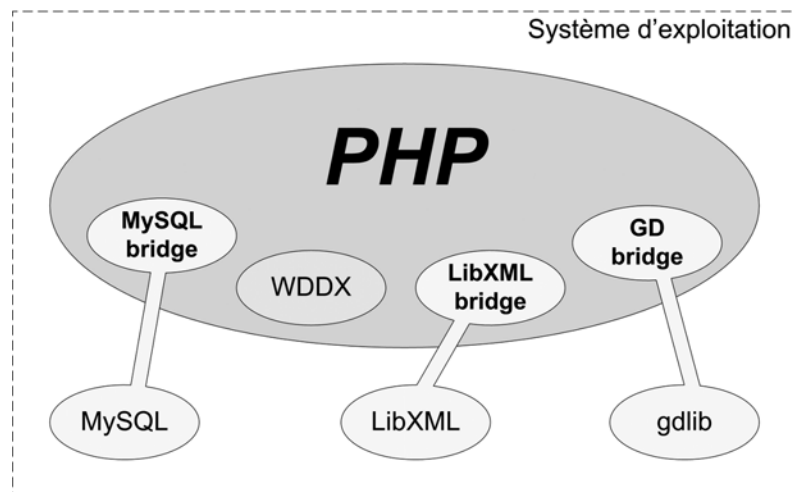 Système d’exploitation
PHP
MySQL
bridge
WDDX
LibXML
bridge
GD
bridge
MySQL
LibXML
gdlib